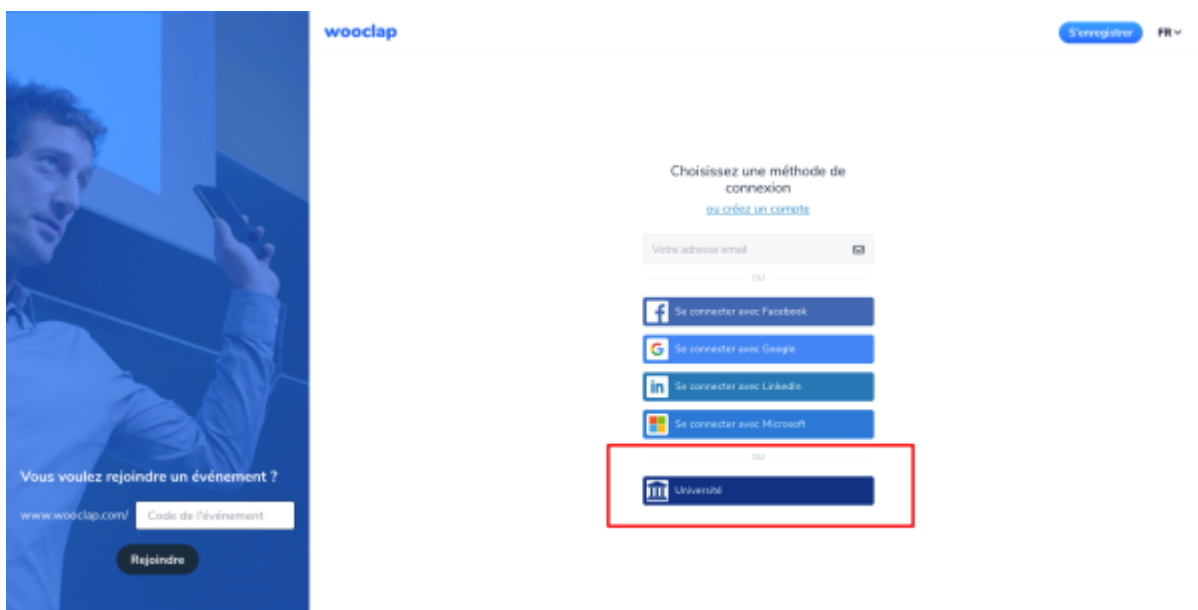 wooclap
S'enregistrer FR
Choisissez une méthode de
connexion
ou créez un compte
Votre adresse email
OU
Se connecter avec Facebook
Se connecter avec Google
Se connecter avec LinkedIn
Se connecter avec Microsoft
OU
Université
Vous voulez rejoindre un événement ?
www.wooclap.com/ Code de l'événement
Rejoindre